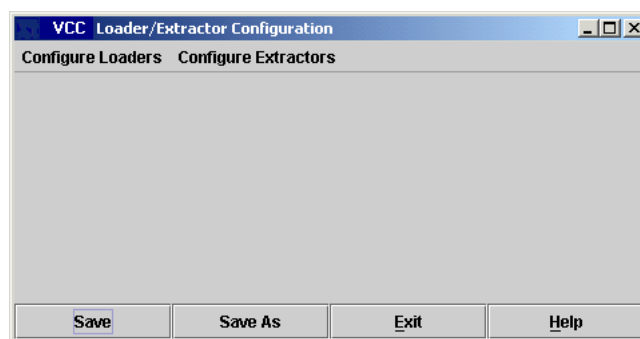 VCC Loader/Extractor Configuration
Configure Loaders Configure Extractors
Save Save As Exit Help